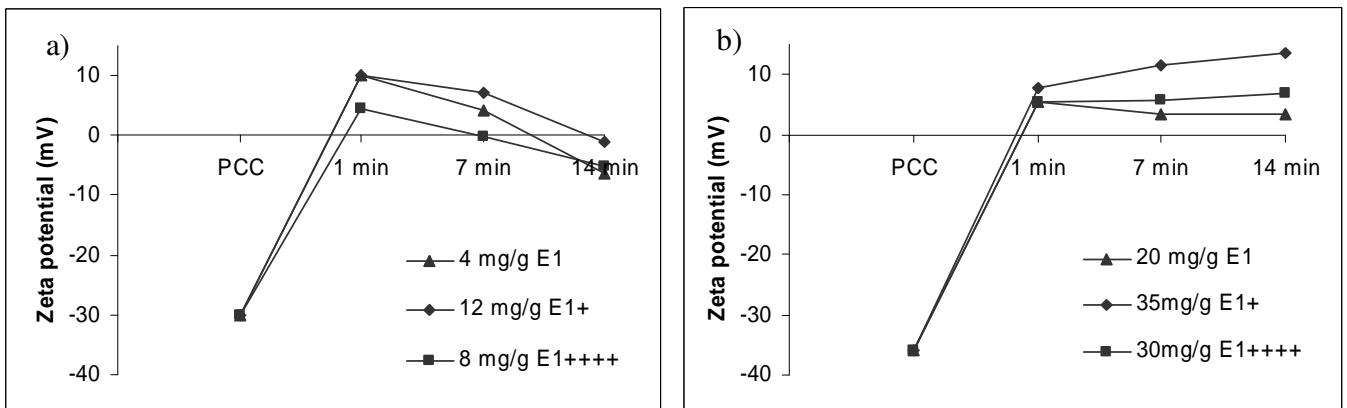 a)
Zeta potential (mV)
10
0
-10
-20
-30
-40
PCC
1 min
7 min
14 min
4 mg/g E1
12 mg/g E1+
8 mg/g E1++++
b)
Zeta potential (mV)
10
0
-10
-20
-30
-40
PCC
1 min
7 min
14 min
20 mg/g E1
35mg/g E1+
30mg/g E1++++